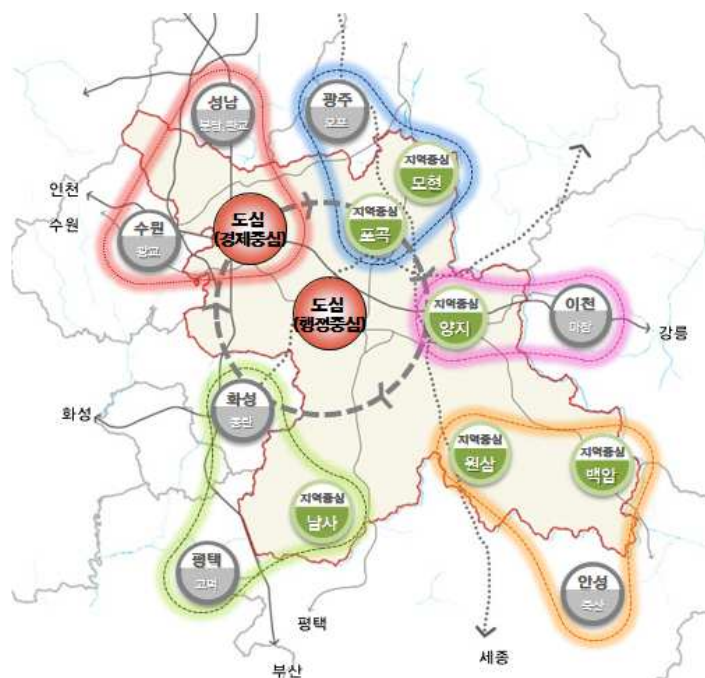 성남
분당,판교
광주
오포
지역중심
모현
인천
수원
수원
광교
도심
(경제중심)
지역중심
포곡
도심
(행정중심)
지역중심
양지
이천
마장
강릉
화성
화성
동탄
지역중심
원삼
지역중심
백암
지역중심
남사
평택
고덕
안성
죽산
평택
세종
부산